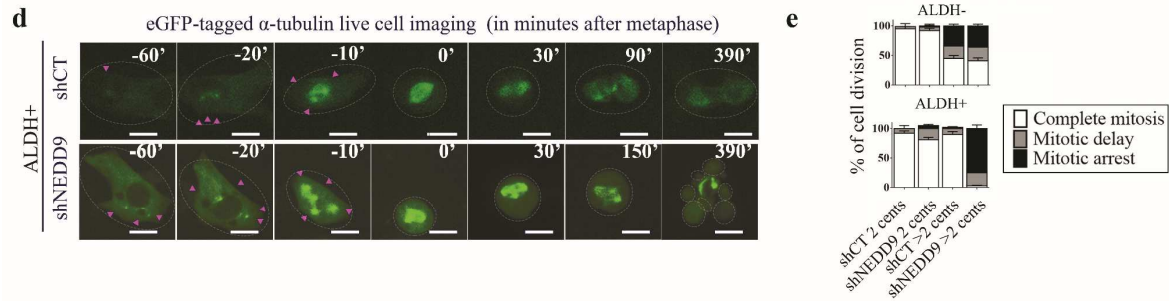 d
eGFP-tagged α-tubulin live cell imaging (in minutes after metaphase)
ALDH+
shCT
-60’ -20’ -10’ 0’ 30’ 90’ 390’
shNEDD9
-60’ -20’ -10’ 0’ 30’ 150’ 390’
e
% of cell division
ALDH-
100
50
0
ALDH+
100
50
0
shCT 2 cents
shNEDD9 2 cents
shCT >2 cents
shNEDD9 >2 cents
Complete mitosis
Mitotic delay
Mitotic arrest